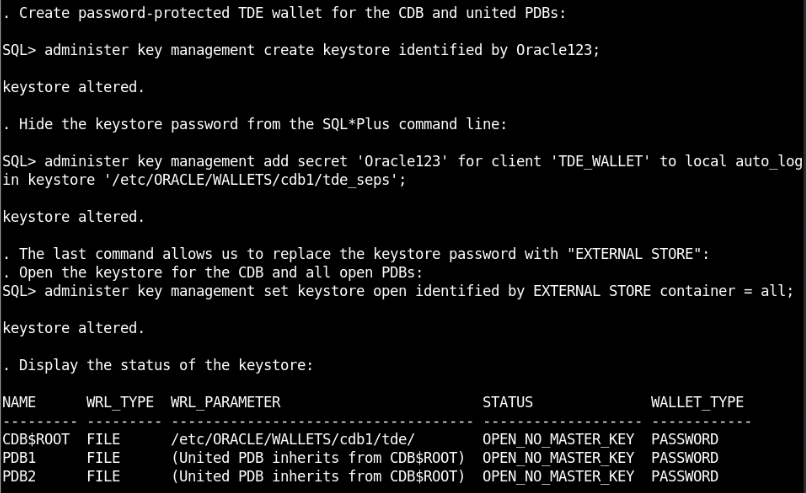 . Create password-protected TDE wallet for the CDB and united PDBs:
SQL> administer key management create keystore identified by Oracle123;
keystore altered.
. Hide the keystore password from the SQL*Plus command line:
SQL> administer key management add secret 'Oracle123' for client 'TDE_WALLET' to local auto_log
in keystore '/etc/ORACLE/WALLETS/cdb1/tde_seps';
keystore altered.
. The last command allows us to replace the keystore password with "EXTERNAL STORE":
. Open the keystore for the CDB and all open PDBs:
SQL> administer key management set keystore open identified by EXTERNAL STORE container = all;
keystore altered.
. Display the status of the keystore:
NAME      WRL_TYPE  WRL_PARAMETER                        STATUS              WALLET_TYPE
--------- --------- ------------------------------------ ------------------- ------------
CDB$ROOT  FILE      /etc/ORACLE/WALLETS/cdb1/tde/        OPEN_NO_MASTER_KEY  PASSWORD
PDB1      FILE      (United PDB inherits from CDB$ROOT)  OPEN_NO_MASTER_KEY  PASSWORD
PDB2      FILE      (United PDB inherits from CDB$ROOT)  OPEN_NO_MASTER_KEY  PASSWORD